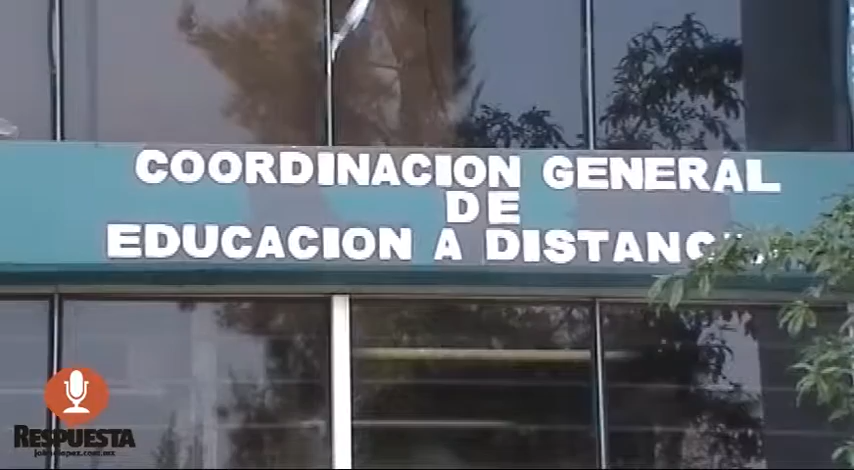 COORDINACION GENERAL
DE
EDUCACION A
RESPUESTA